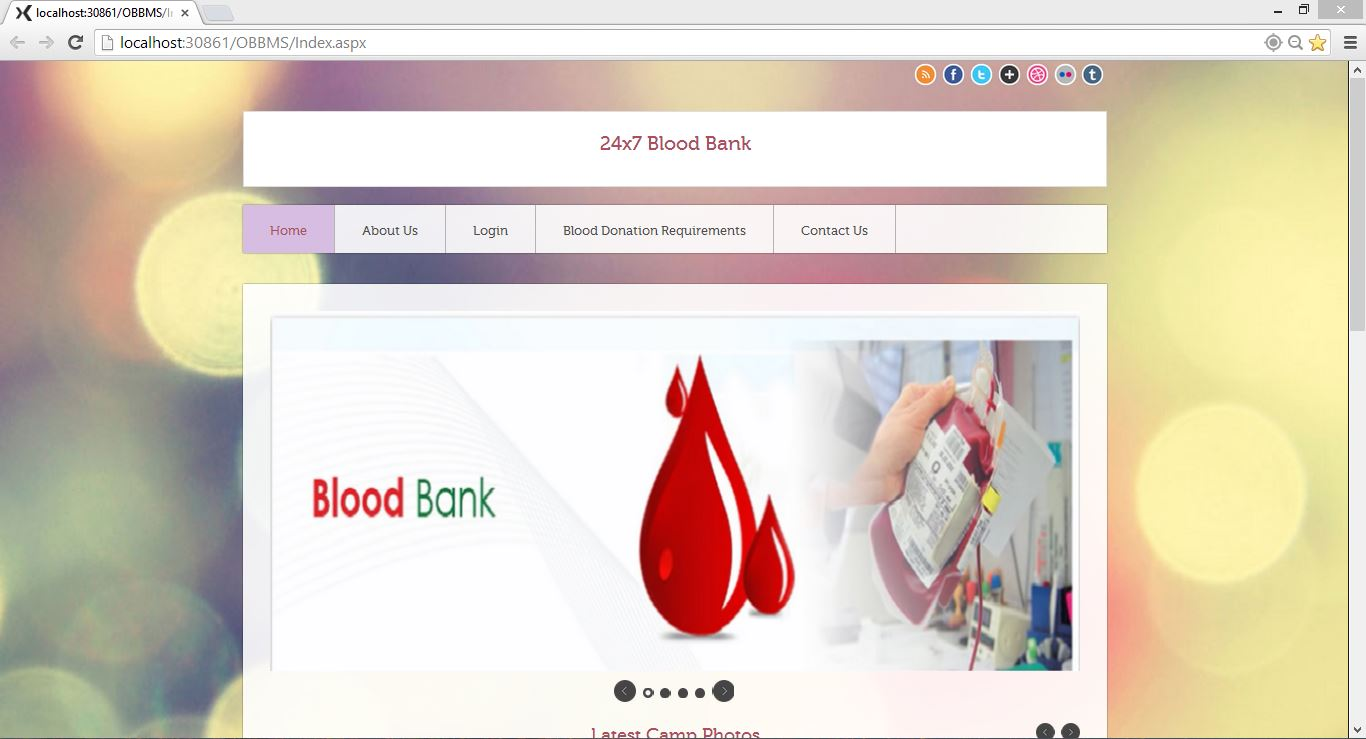 localhost:30861/OBBMS/I
localhost:30861/OBBMS/Index.aspx
24x7 Blood Bank
Home
About Us
Login
Blood Donation Requirements
Contact Us
Blood Bank
O
Latest Camp Photos